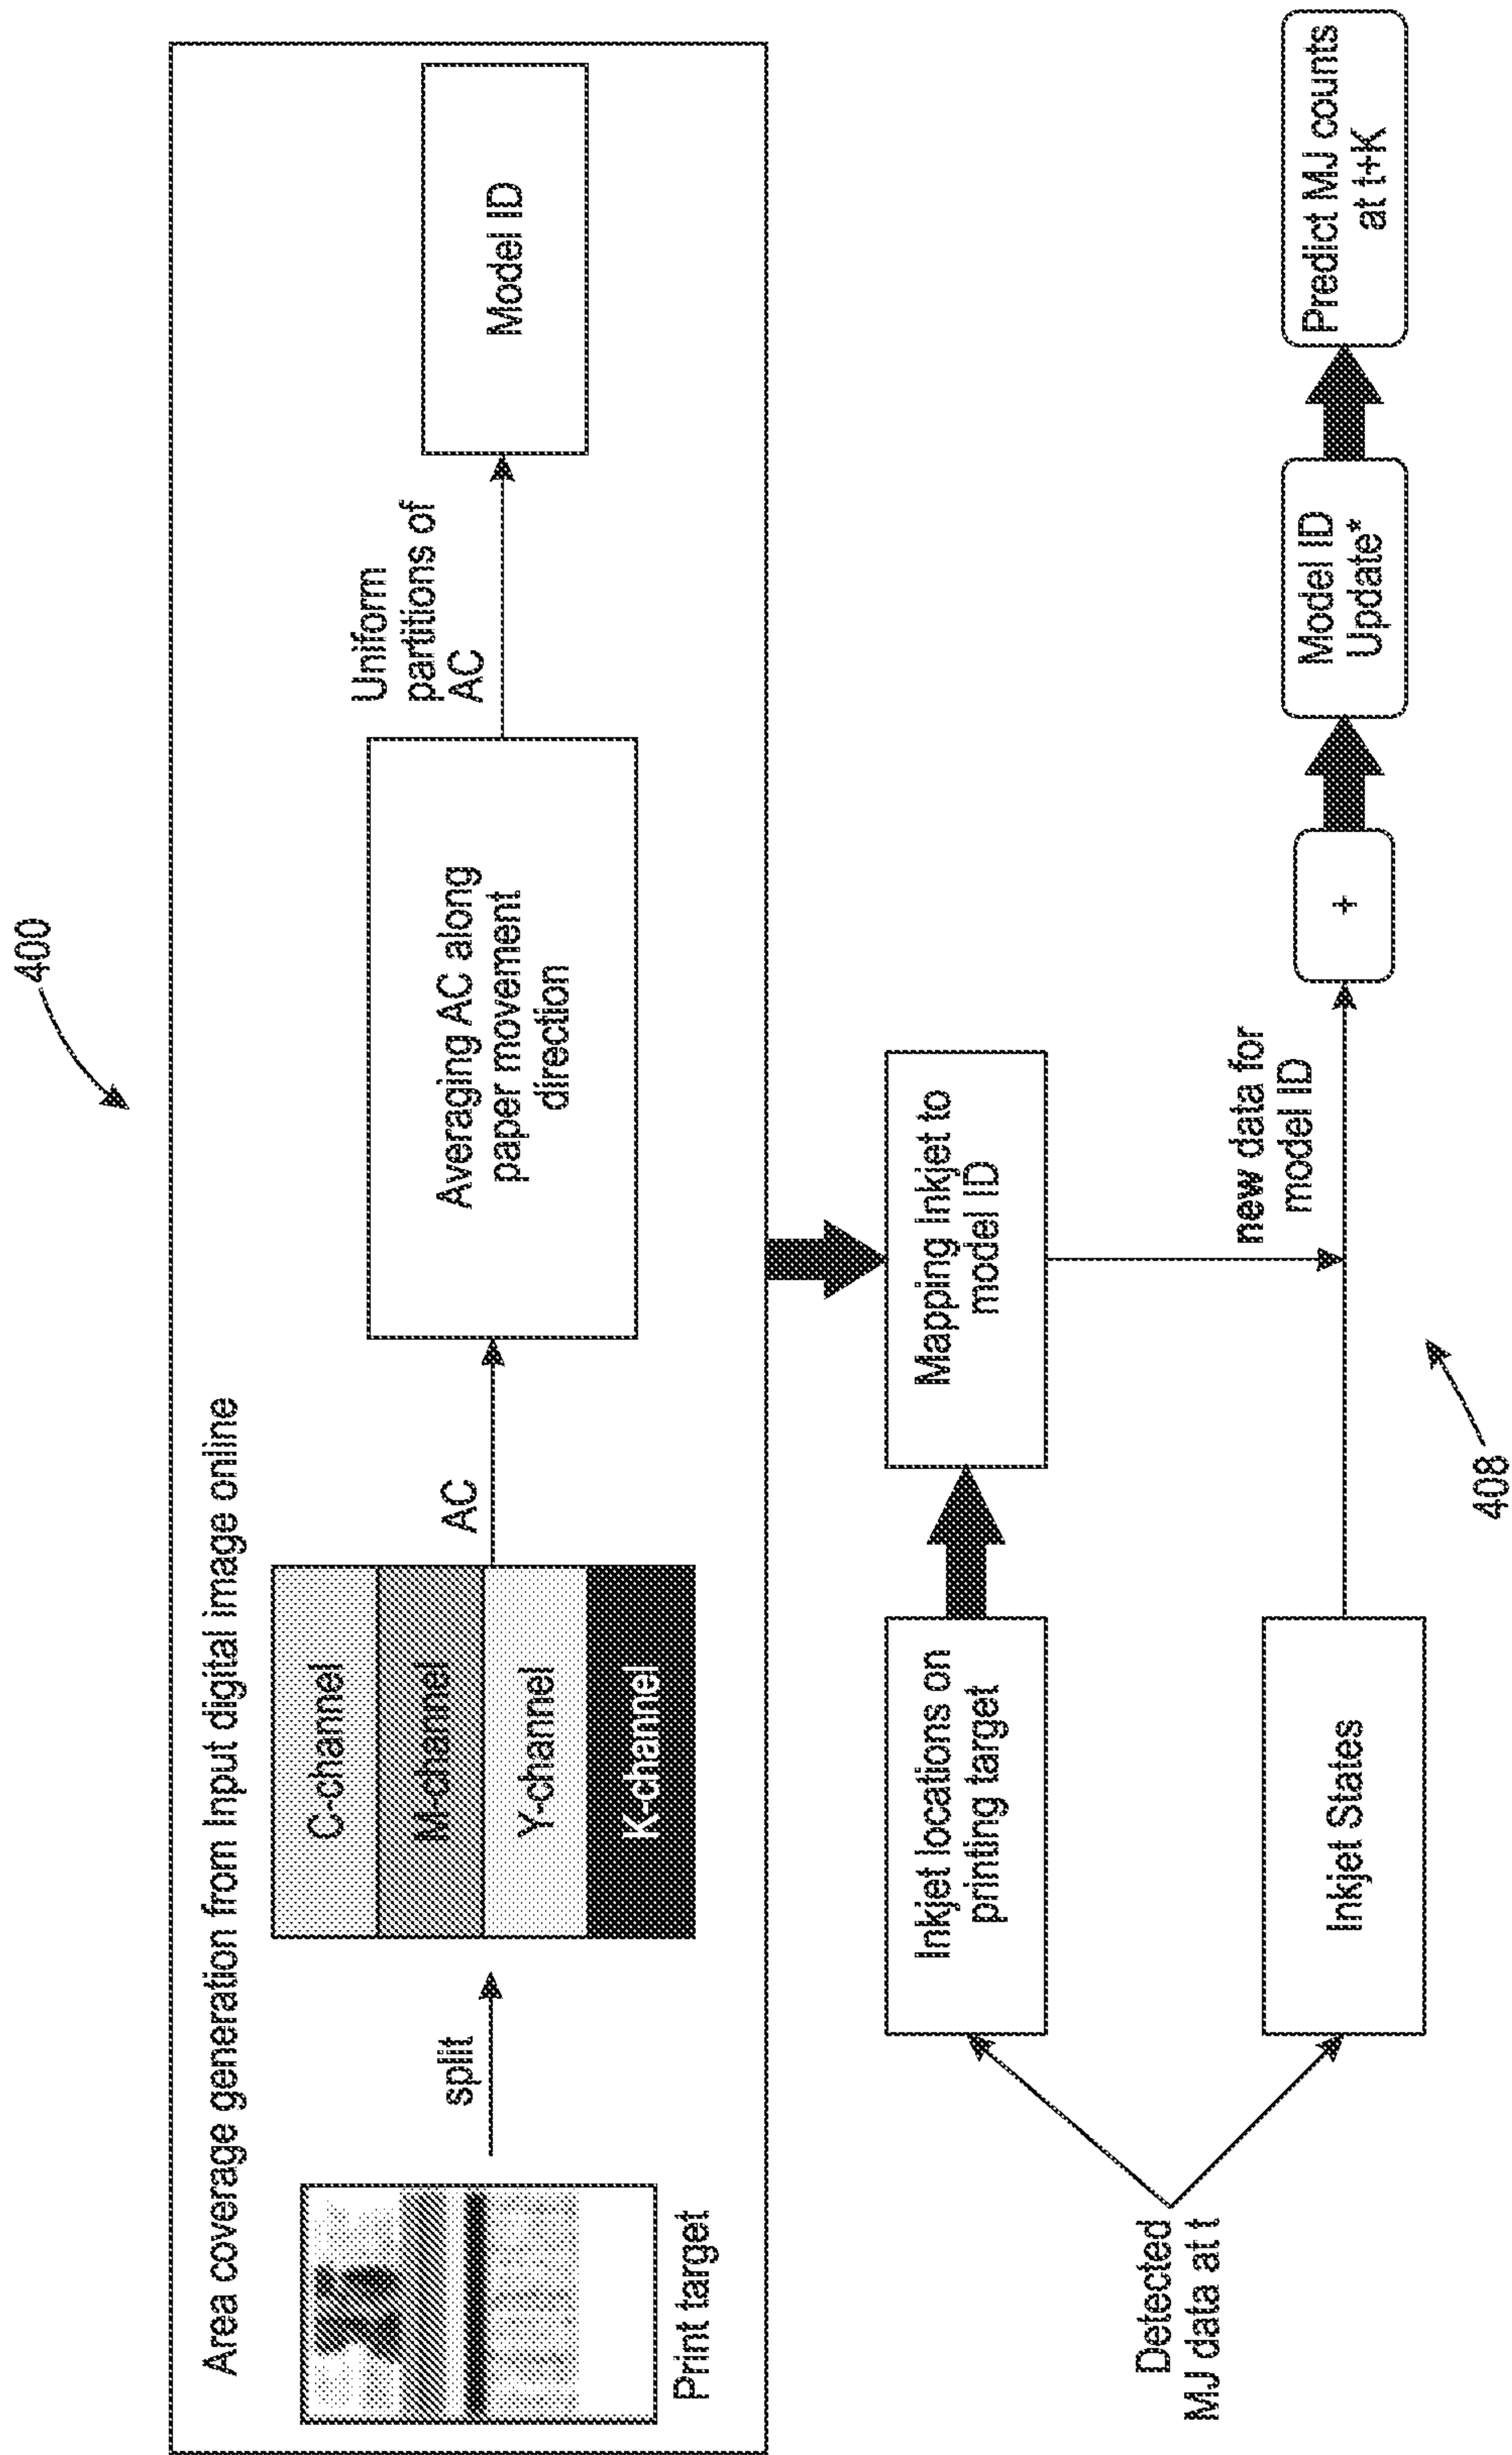 400
Area coverage generation from Input digital image online
Print target
split
C-channel
M-channel
Y-channel
K-channel
AC
Averaging AC along
paper movement
direction
Uniform
partitions of
AC
Model ID
Detected
MJ data at t
Inkjet locations on
printing target
Mapping Inkjet to
model ID
Inkjet States
new data for
model ID
+
Model ID
Update*
Predict MJ counts
at t+K
408